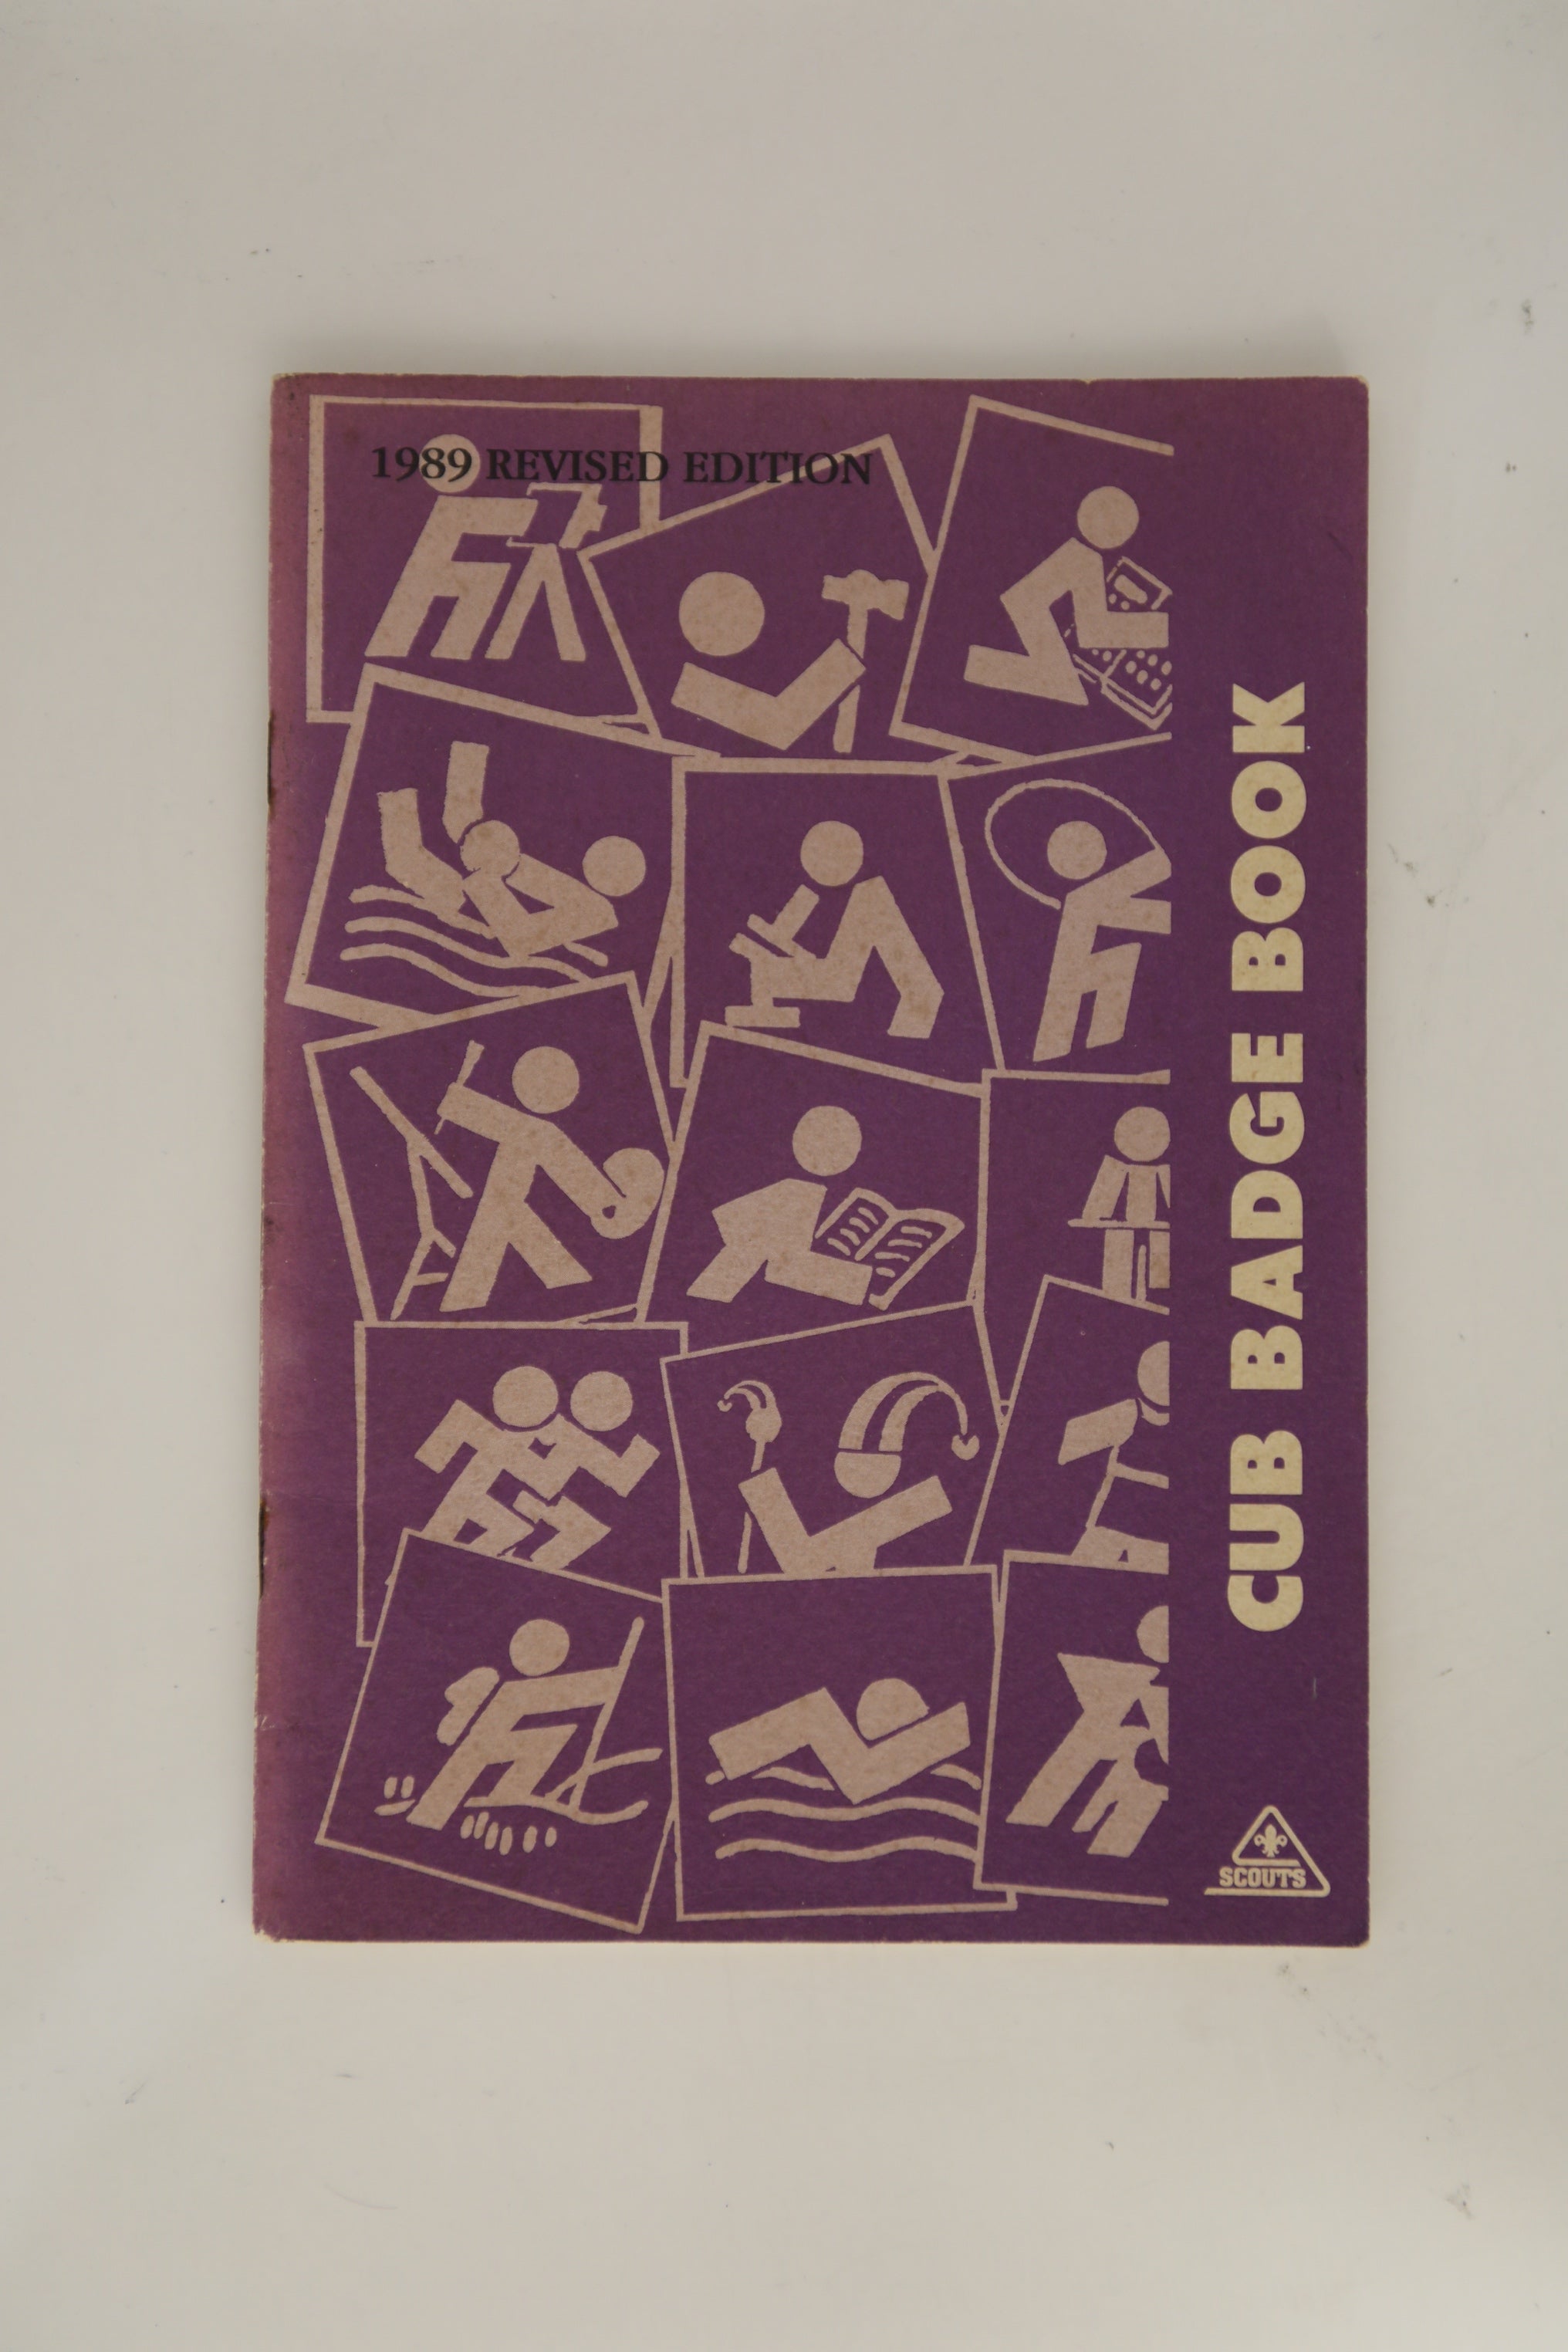 1989 REVISED EDITION
CUB BADGE BOOK
SCOUTS